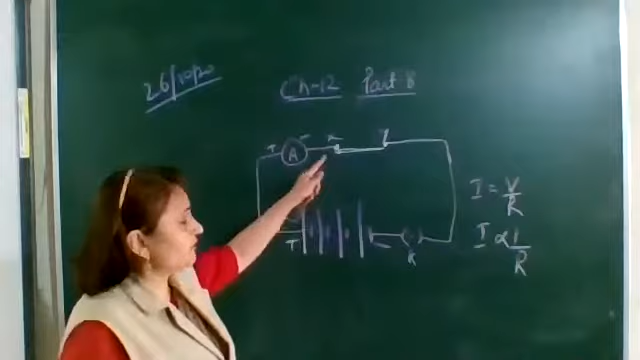 26/10/20
Ch-12 Part 8
+ A - X Y
I = V/R
+ - K
I ∝ 1/R